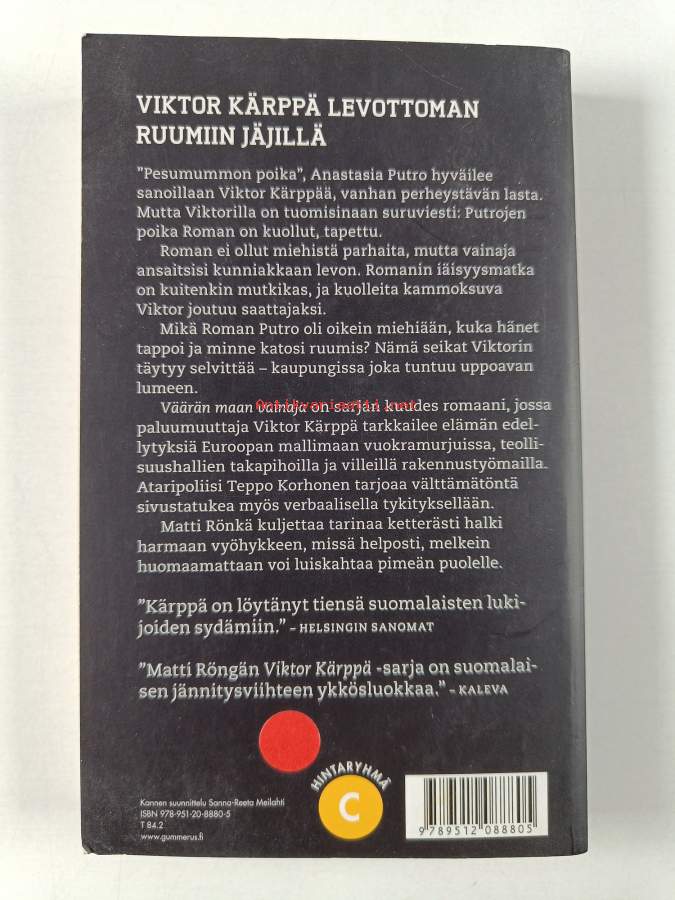 VIKTOR KÄRPPÄ LEVOTTOMAN
RUUMIIN JÄJILLÄ
"Pesumummon poika", Anastasia Putro hyväilee
sanoillaan Viktor Kärppää, vanhan perheystävän lasta.
Mutta Viktorilla on tuomisinaan suruviesti: Putrojen
poika Roman on kuollut, tapettu.
Roman ei ollut miehistä parhaita, mutta vainaja
ansaitsisi kunniakkaan levon. Romanin iäisyysmatka
on kuitenkin mutkikas, ja kuolleita kammoksuva
Viktor joutuu saattajaksi.
Mikä Roman Putro oli oikein miehiään, kuka hänet
tappoi ja minne katosi ruumis? Nämä seikat Viktorin
täytyy selvittää – kaupungissa joka tuntuu uppoavan
lumeen.
Antikvariaatti.net
Väärän maan vainaja on sarjan kuudes romaani, jossa
paluumuuttaja Viktor Kärppä tarkkailee elämän edel-
lytyksiä Euroopan mallimaan vuokramurjuissa, teolli-
suushallien takapihoilla ja villeillä rakennustyömailla.
Ataripoliisi Teppo Korhonen tarjoaa välttämätöntä
sivustatukea myös verbaalisella tykityksellään.
Matti Rönkä kuljettaa tarinaa ketterästi halki
harmaan vyöhykkeen, missä helposti, melkein
huomaamattaan voi luiskahtaa pimeän puolelle.
"Kärppä on löytänyt tiensä suomalaisten luki-
joiden sydämiin." – HELSINGIN SANOMAT
"Matti Röngän Viktor Kärppä -sarja on suomalai-
sen jännitysviihteen ykkösluokkaa." – KALEVA
HINTARYHMÄ
C
Kannen suunnittelu Sanna-Reeta Meilahti
ISBN 978-951-20-8880-5
T 84.2
www.gummerus.fi
9 789512 088805